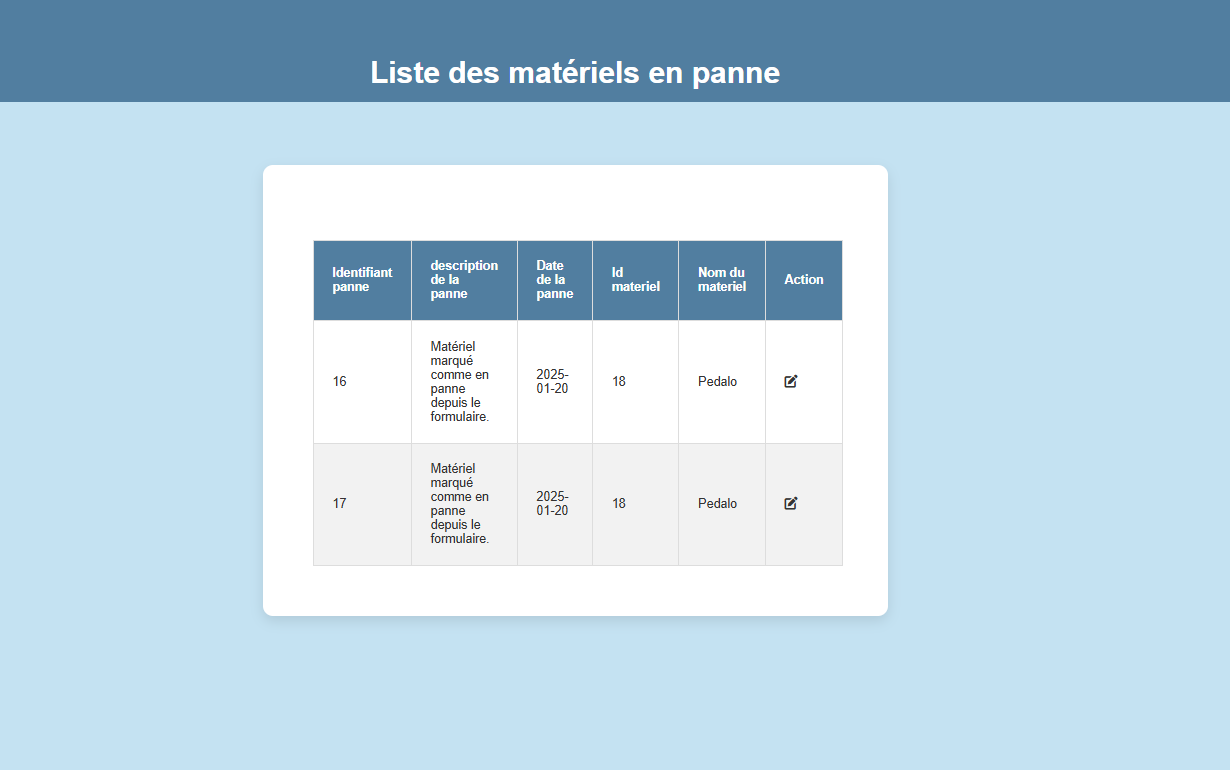 Liste des matériels en panne
Identifiant
panne
description
de la
panne
Date
de la
panne
Id
materiel
Nom du
materiel
Action
16
Matériel
marqué
comme en
panne
depuis le
formulaire.
2025-
01-20
18
Pedalo
17
Matériel
marqué
comme en
panne
depuis le
formulaire.
2025-
01-20
18
Pedalo